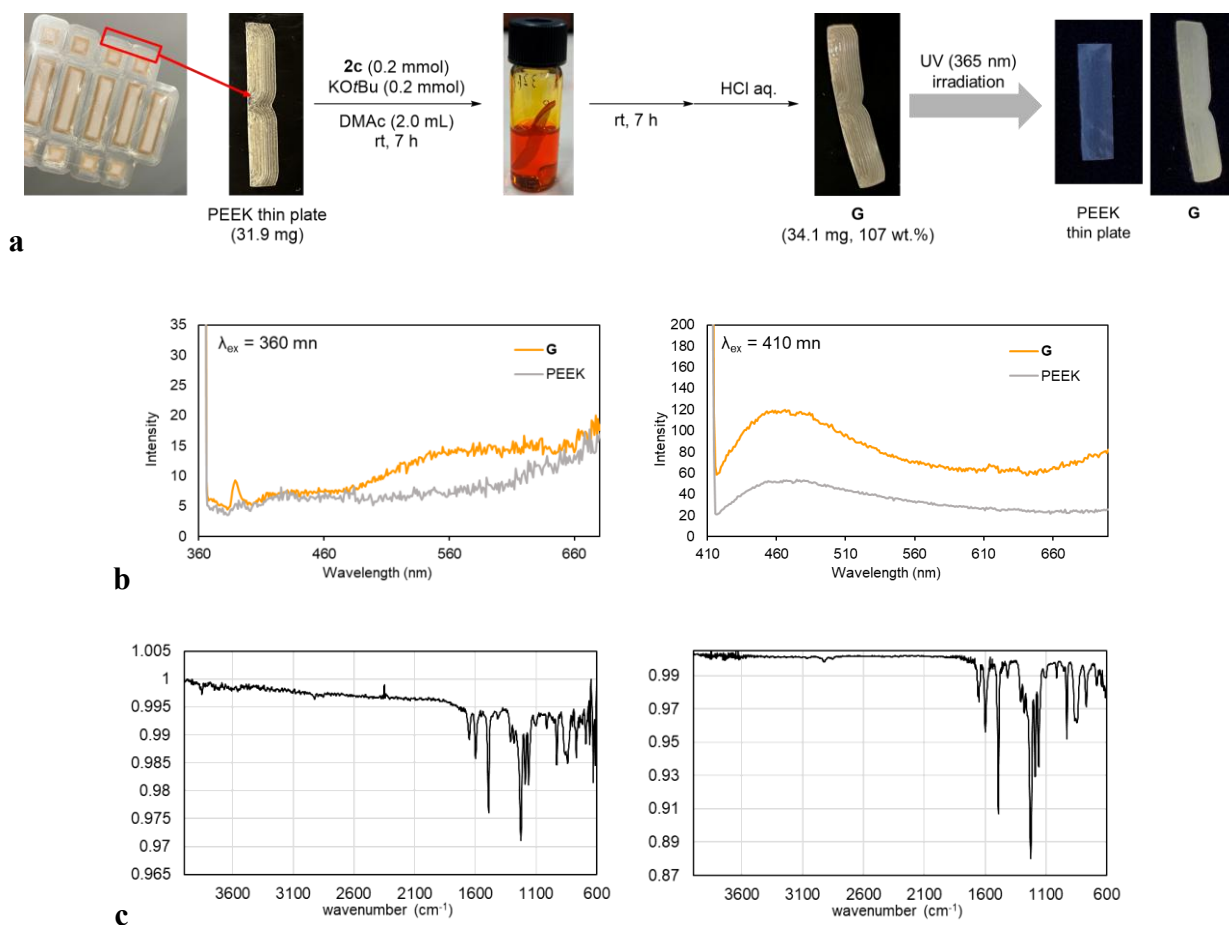 2c (0.2 mmol)
KOtBu (0.2 mmol)
DMAc (2.0 mL)
rt, 7 h
rt, 7 h
HCl aq.
UV (365 nm)
irradiation
PEEK thin plate
(31.9 mg)
G
(34.1 mg, 107 wt.%)
PEEK
thin plate
G
a
λex = 360 mn
G
PEEK
Intensity
35
30
25
20
15
10
5
0
360
460
560
660
Wavelength (nm)
λex = 410 mn
G
PEEK
Intensity
200
180
160
140
120
100
80
60
40
20
0
410
460
510
560
610
660
Wavelength (nm)
b
1.005
1
0.995
0.99
0.985
0.98
0.975
0.97
0.965
3600
3100
2600
2100
1600
1100
600
wavenumber (cm-1)
0.99
0.97
0.95
0.93
0.91
0.89
0.87
3600
3100
2600
2100
1600
1100
600
wavenumber (cm-1)
c